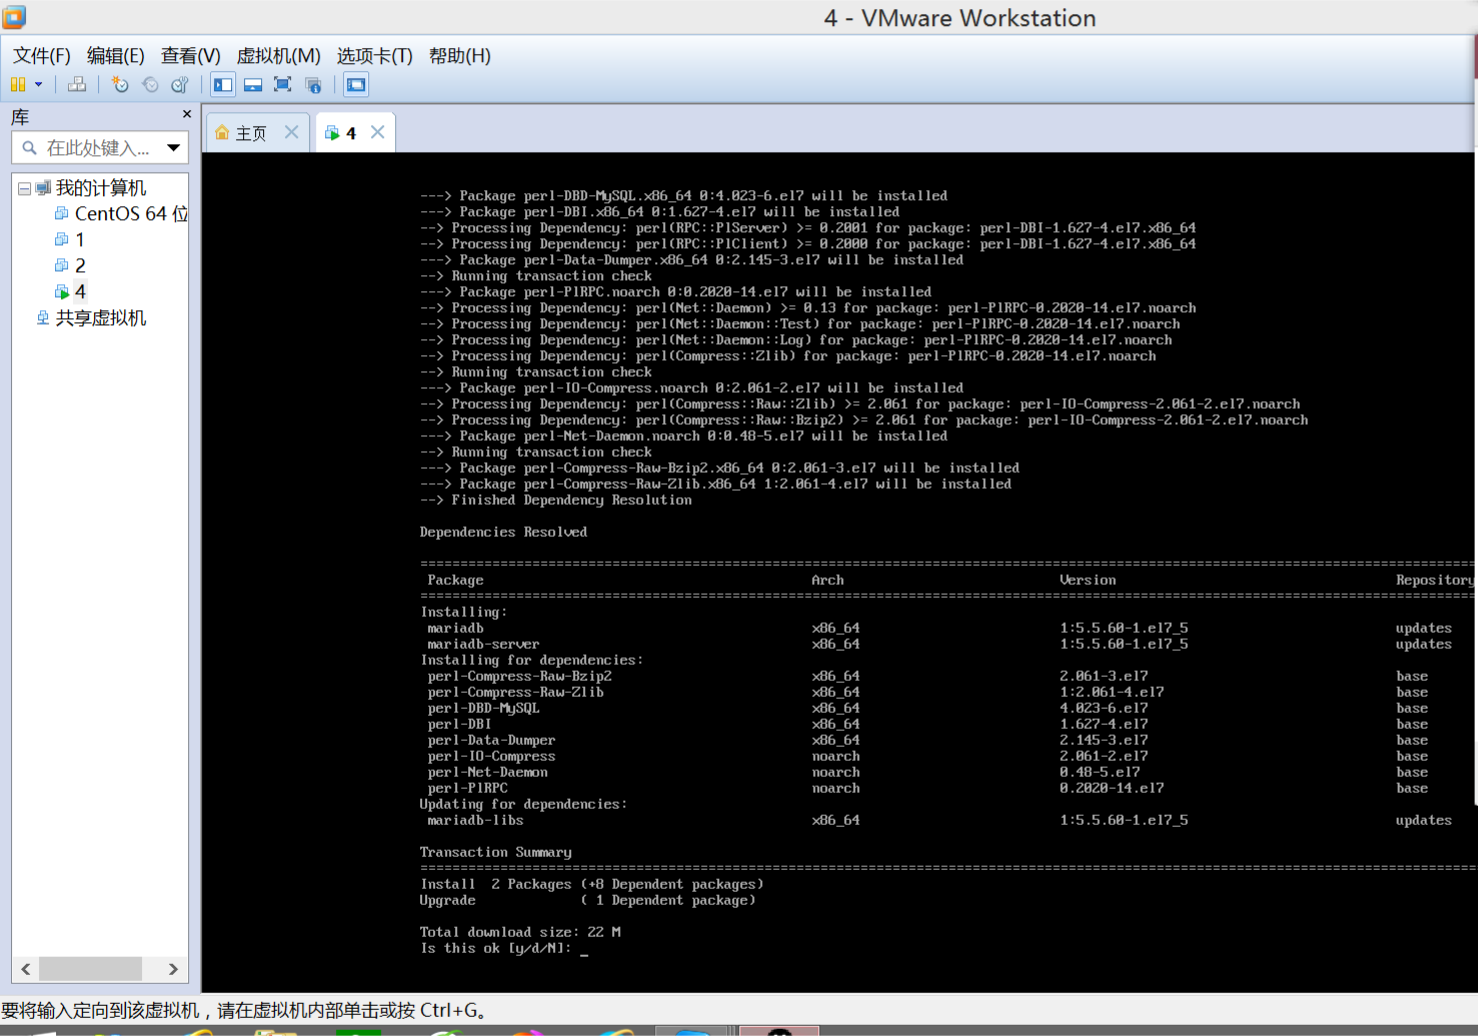 4 - VMware Workstation
文件(F) 编辑(E) 查看(V) 虚拟机(M) 选项卡(T) 帮助(H)
库
在此处键入...
我的计算机
CentOS 64 位
1
2
4
共享虚拟机
主页 4
---> Package perl-DBD-MySQL.x86_64 0:4.023-6.el7 will be installed
---> Package perl-DBI.x86_64 0:1.627-4.el7 will be installed
--> Processing Dependency: perl(RPC::PlServer) >= 0.2001 for package: perl-DBI-1.627-4.el7.x86_64
--> Processing Dependency: perl(RPC::PlClient) >= 0.2000 for package: perl-DBI-1.627-4.el7.x86_64
---> Package perl-Data-Dumper.x86_64 0:2.145-3.el7 will be installed
--> Running transaction check
---> Package perl-PlRPC.noarch 0:0.2020-14.el7 will be installed
--> Processing Dependency: perl(Net::Daemon) >= 0.13 for package: perl-PlRPC-0.2020-14.el7.noarch
--> Processing Dependency: perl(Net::Daemon::Test) for package: perl-PlRPC-0.2020-14.el7.noarch
--> Processing Dependency: perl(Net::Daemon::Log) for package: perl-PlRPC-0.2020-14.el7.noarch
--> Processing Dependency: perl(Compress::Zlib) for package: perl-PlRPC-0.2020-14.el7.noarch
--> Running transaction check
---> Package perl-IO-Compress.noarch 0:2.061-2.el7 will be installed
--> Processing Dependency: perl(Compress::Raw::Zlib) >= 2.061 for package: perl-IO-Compress-2.061-2.el7.noarch
--> Processing Dependency: perl(Compress::Raw::Bzip2) >= 2.061 for package: perl-IO-Compress-2.061-2.el7.noarch
---> Package perl-Net-Daemon.noarch 0:0.48-5.el7 will be installed
--> Running transaction check
---> Package perl-Compress-Raw-Bzip2.x86_64 0:2.061-3.el7 will be installed
---> Package perl-Compress-Raw-Zlib.x86_64 1:2.061-4.el7 will be installed
--> Finished Dependency Resolution
Dependencies Resolved
Package Arch Version Repository
Installing:
mariadb x86_64 1:5.5.60-1.el7_5 updates
mariadb-server x86_64 1:5.5.60-1.el7_5 updates
Installing for dependencies:
perl-Compress-Raw-Bzip2 x86_64 2.061-3.el7 base
perl-Compress-Raw-Zlib x86_64 1:2.061-4.el7 base
perl-DBD-MySQL x86_64 4.023-6.el7 base
perl-DBI x86_64 1.627-4.el7 base
perl-Data-Dumper x86_64 2.145-3.el7 base
perl-IO-Compress noarch 2.061-2.el7 base
perl-Net-Daemon noarch 0.48-5.el7 base
perl-PlRPC noarch 0.2020-14.el7 base
Updating for dependencies:
mariadb-libs x86_64 1:5.5.60-1.el7_5 updates
Transaction Summary
Install 2 Packages (+8 Dependent packages)
Upgrade ( 1 Dependent package)
Total download size: 22 M
Is this ok [y/d/N]: _
要将输入定向到该虚拟机，请在虚拟机内部单击或按 Ctrl+G。